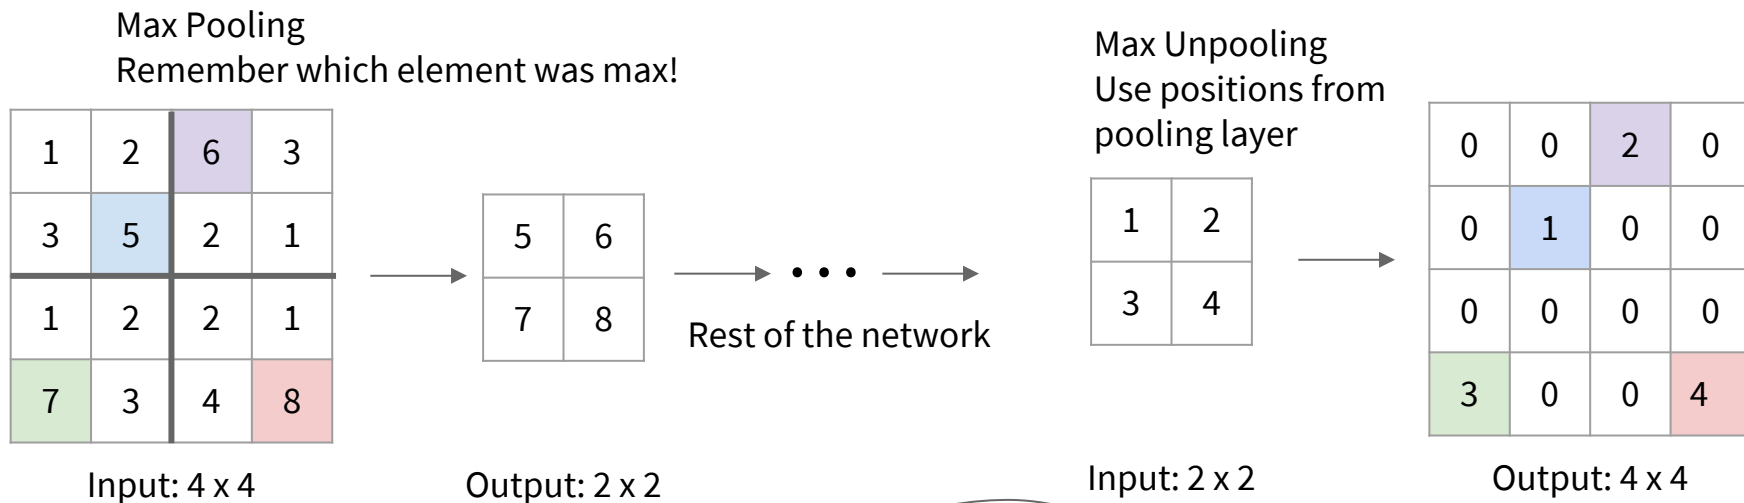 Max Pooling
Remember which element was max!
1 2 6 3
3 5 2 1
1 2 2 1
7 3 4 8
Input: 4 x 4
5 6
7 8
Output: 2 x 2
Rest of the network
Max Unpooling
Use positions from
pooling layer
1 2
3 4
Input: 2 x 2
0 0 2 0
0 1 0 0
0 0 0 0
3 0 0 4
Output: 4 x 4